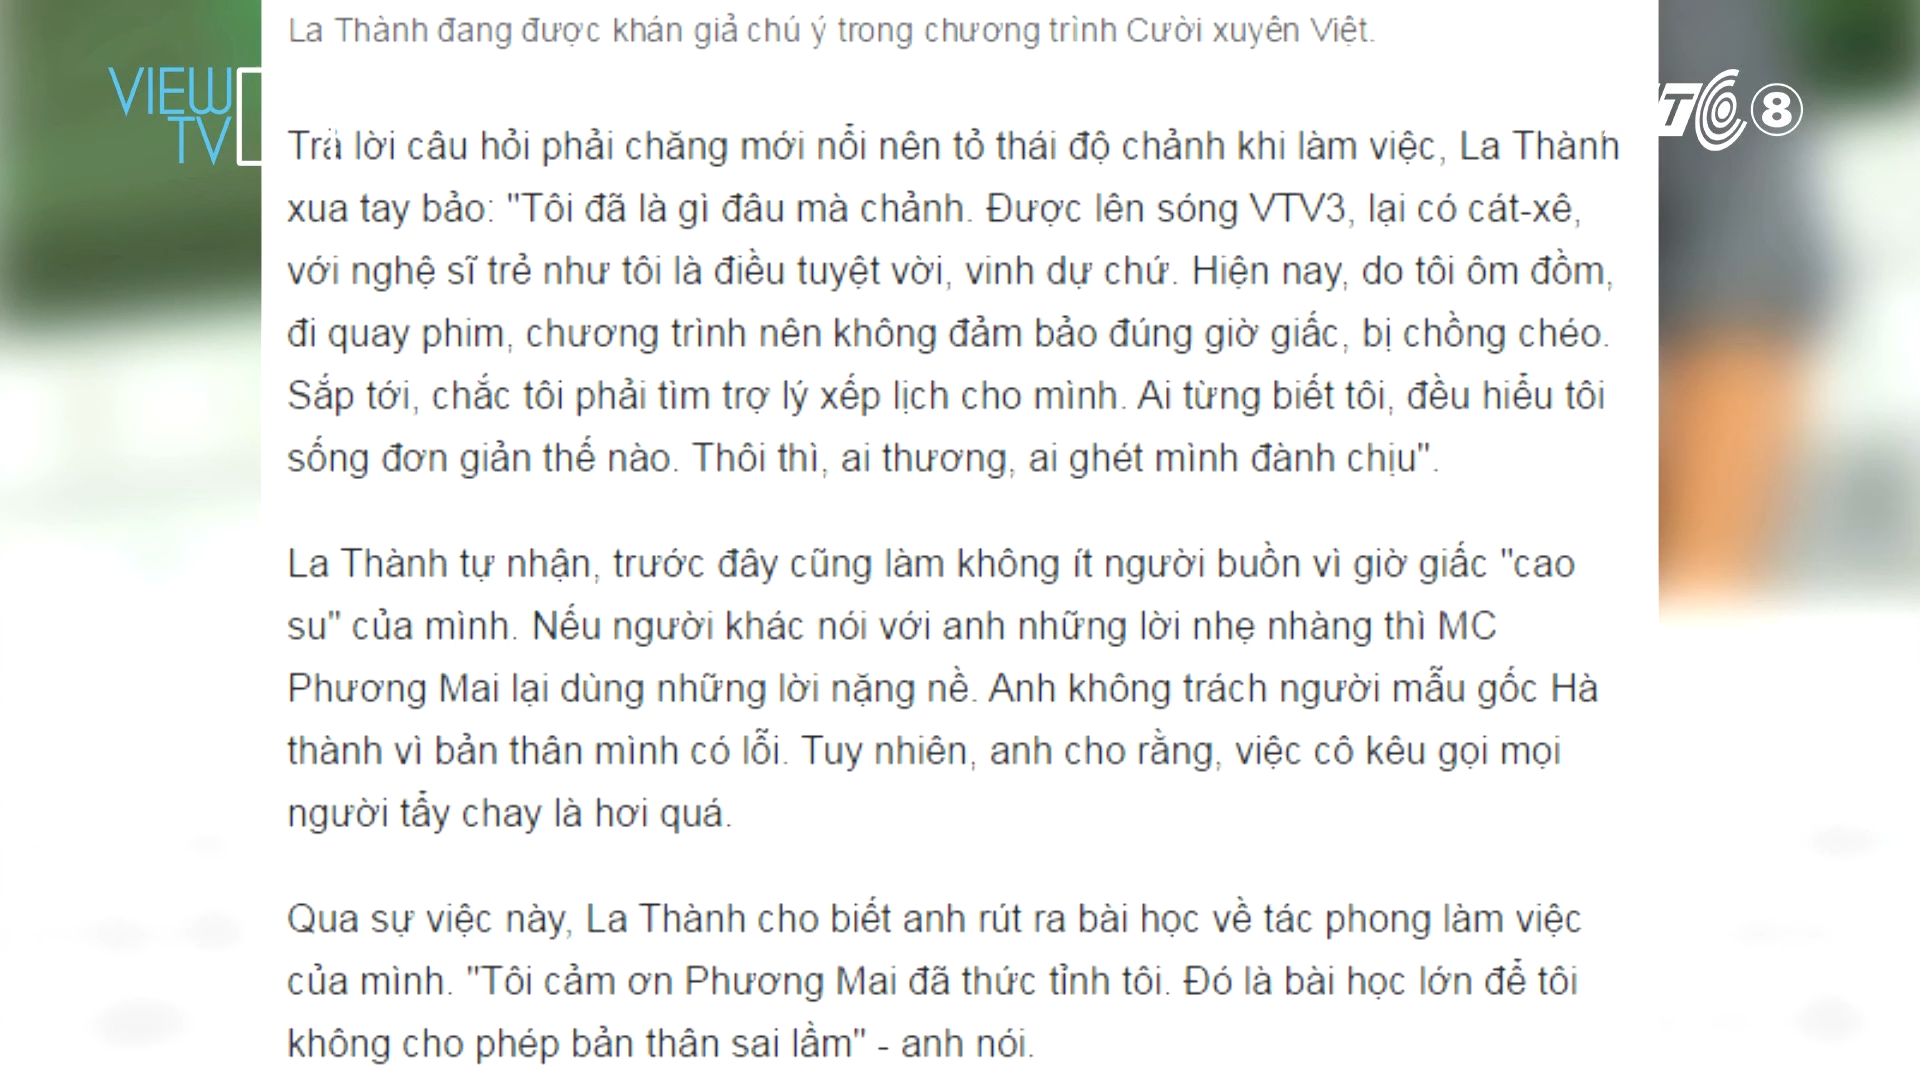 La Thành đang được khán giả chú ý trong chương trình Cười xuyên Việt.
VIEW
TV
VTC 8
Trả lời câu hỏi phải chăng mới nổi nên tỏ thái độ chảnh khi làm việc, La Thành
xua tay bảo: "Tôi đã là gì đâu mà chảnh. Được lên sóng VTV3, lại có cát-xê,
với nghệ sĩ trẻ như tôi là điều tuyệt vời, vinh dự chứ. Hiện nay, do tôi ôm đồm,
đi quay phim, chương trình nên không đảm bảo đúng giờ giấc, bị chồng chéo.
Sắp tới, chắc tôi phải tìm trợ lý xếp lịch cho mình. Ai từng biết tôi, đều hiểu tôi
sống đơn giản thế nào. Thôi thì, ai thương, ai ghét mình đành chịu".
La Thành tự nhận, trước đây cũng làm không ít người buồn vì giờ giấc "cao
su" của mình. Nếu người khác nói với anh những lời nhẹ nhàng thì MC
Phương Mai lại dùng những lời nặng nề. Anh không trách người mẫu gốc Hà
thành vì bản thân mình có lỗi. Tuy nhiên, anh cho rằng, việc cô kêu gọi mọi
người tẩy chay là hơi quá.
Qua sự việc này, La Thành cho biết anh rút ra bài học về tác phong làm việc
của mình. "Tôi cảm ơn Phương Mai đã thức tỉnh tôi. Đó là bài học lớn để tôi
không cho phép bản thân sai lầm" - anh nói.